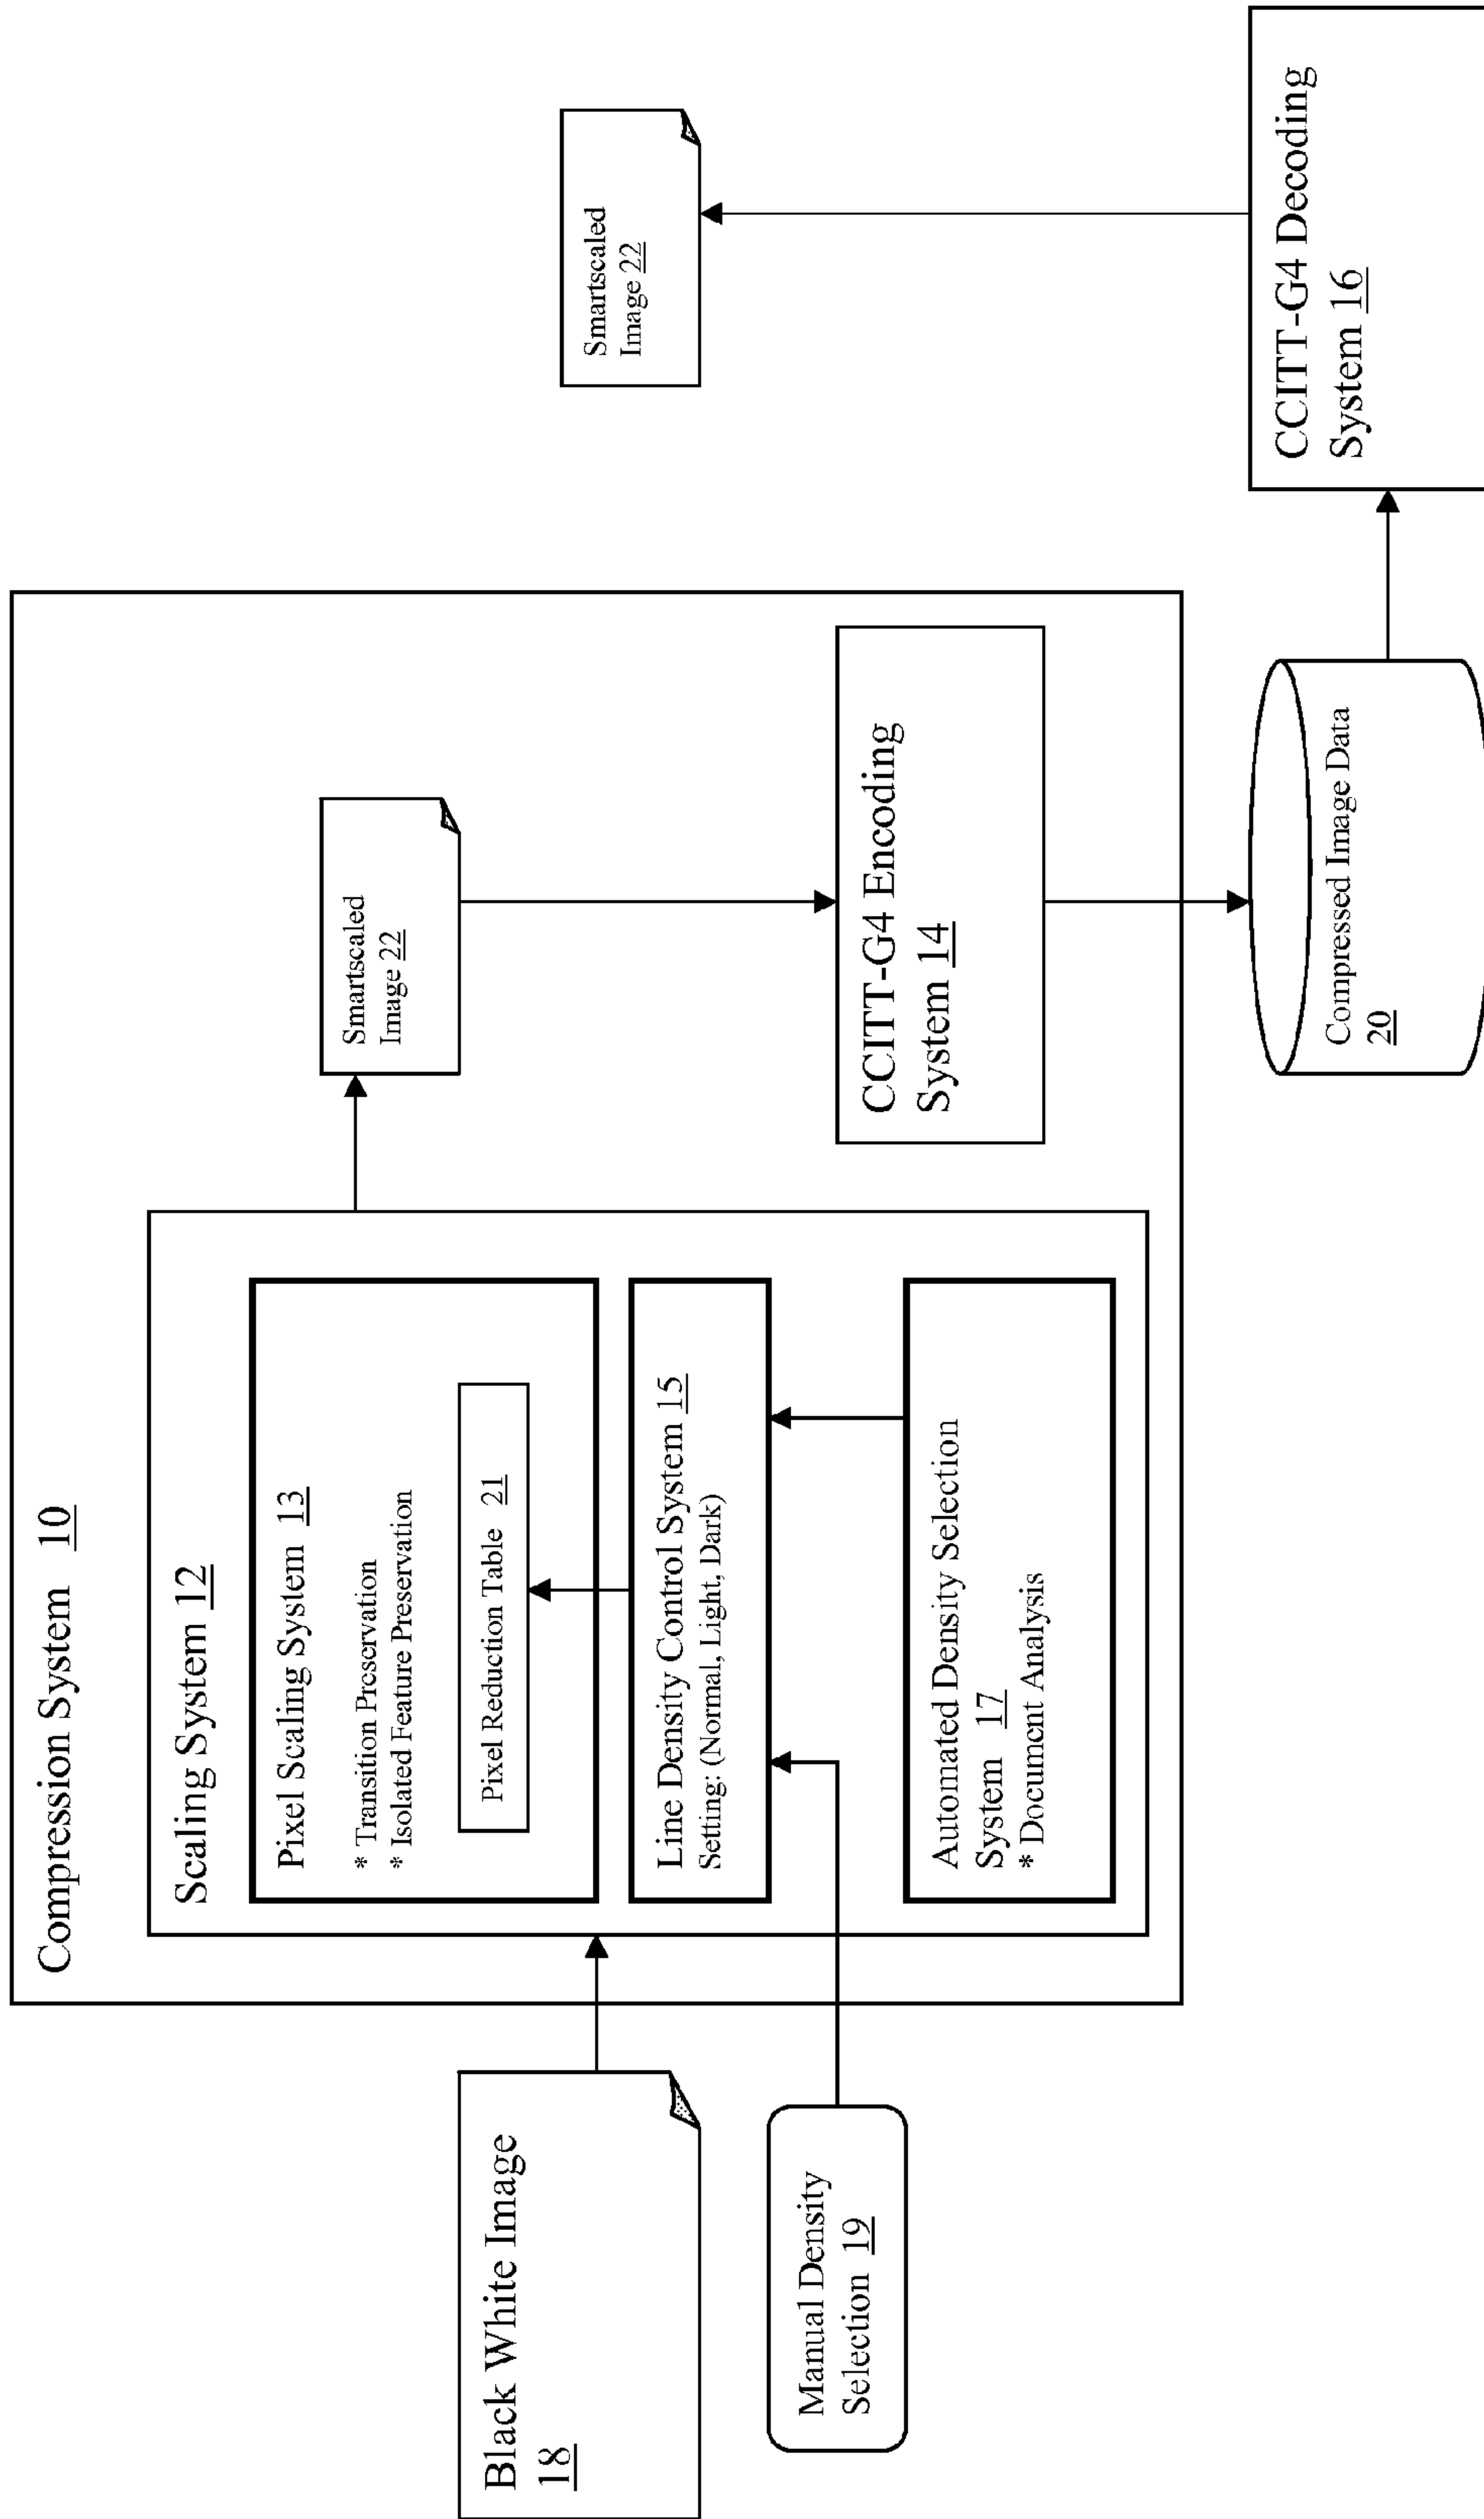 Compression System 10
Scaling System 12
Pixel Scaling System 13
* Transition Preservation
* Isolated Feature Preservation
Pixel Reduction Table 21
Line Density Control System 15
Setting: (Normal, Light, Dark)
Automated Density Selection
System 17
* Document Analysis
Black White Image
18
Manual Density
Selection 19
Smartscaled
Image 22
CCITT-G4 Encoding
System 14
Compressed Image Data
20
CCITT-G4 Decoding
System 16
Smartscaled
Image 22